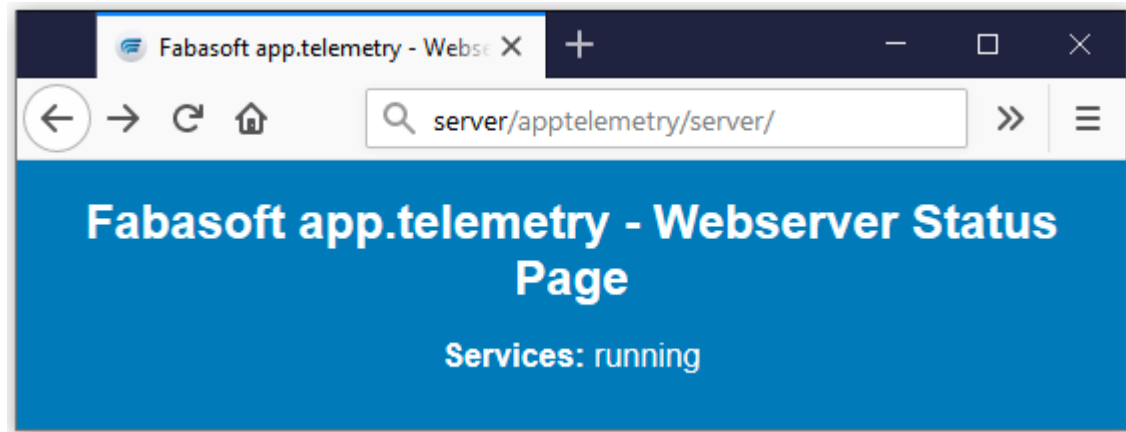 Fabasoft app.telemetry - Webse
server/apptelemetry/server/
Fabasoft app.telemetry - Webserver Status
Page
Services: running